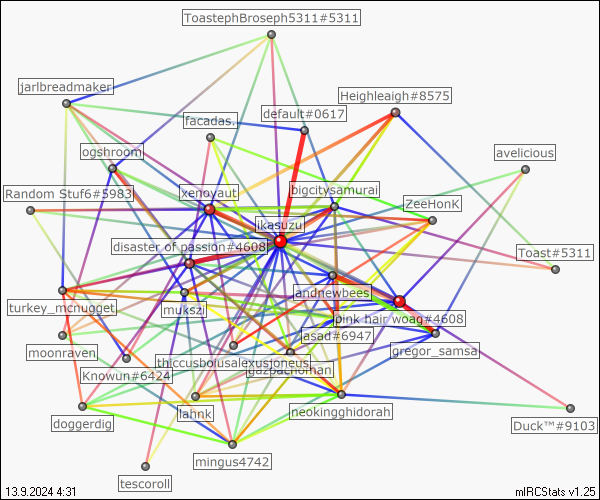 ToastephBroseph5311#5311
jarlbreadmaker
Heighleaigh#8575
default#0617
facadas.
ogshroom
avelicious
Random Stuf6#5983
xenoyaut
bigcitysamurai
ZeeHonK
ikasuzu
disaster of passion#4608
Toast#5311
andnewbees
turkey_mcnugget
mukszi
pink hair woag#4608
asad#6947
moonraven
gregor_samsa
thiccusbolusalexusjoneus
Knowun#6424
lahnk
neokingghidorah
doggerdig
Duck™#9103
mingus4742
tescoroll
13.9.2024 4:31
mIRCStats v1.25